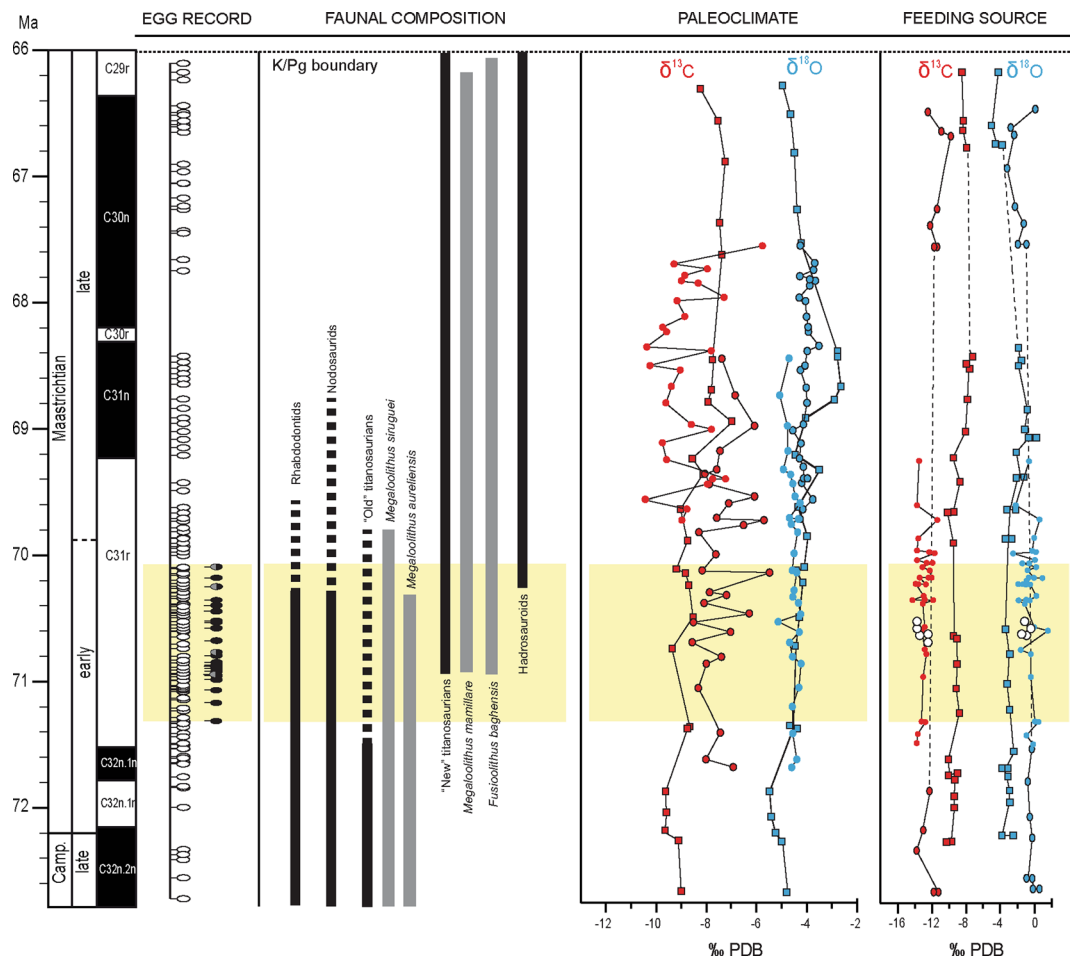 Ma
EGG RECORD
FAUNAL COMPOSITION
PALEOCLIMATE
FEEDING SOURCE
66
67
68
69
70
71
72
Maastrichtian
Camp.
late
early
late
C29r
C30n
C30r
C31n
C31r
C32n.1n
C32n.1r
C32n.2n
K/Pg boundary
Rhabdodontids
Nodosaurids
"Old" titanosaurians
Megaloolithus siruguei
Megaloolithus aureliensis
"New" titanosaurians
Megaloolithus mamillare
Fusioolithus baghensis
Hadrosauroids
δ¹³C
δ¹⁸O
δ¹³C
δ¹⁸O
-12 -10 -8 -6 -4 -2
‰ PDB
-16 -12 -8 -4 0
‰ PDB